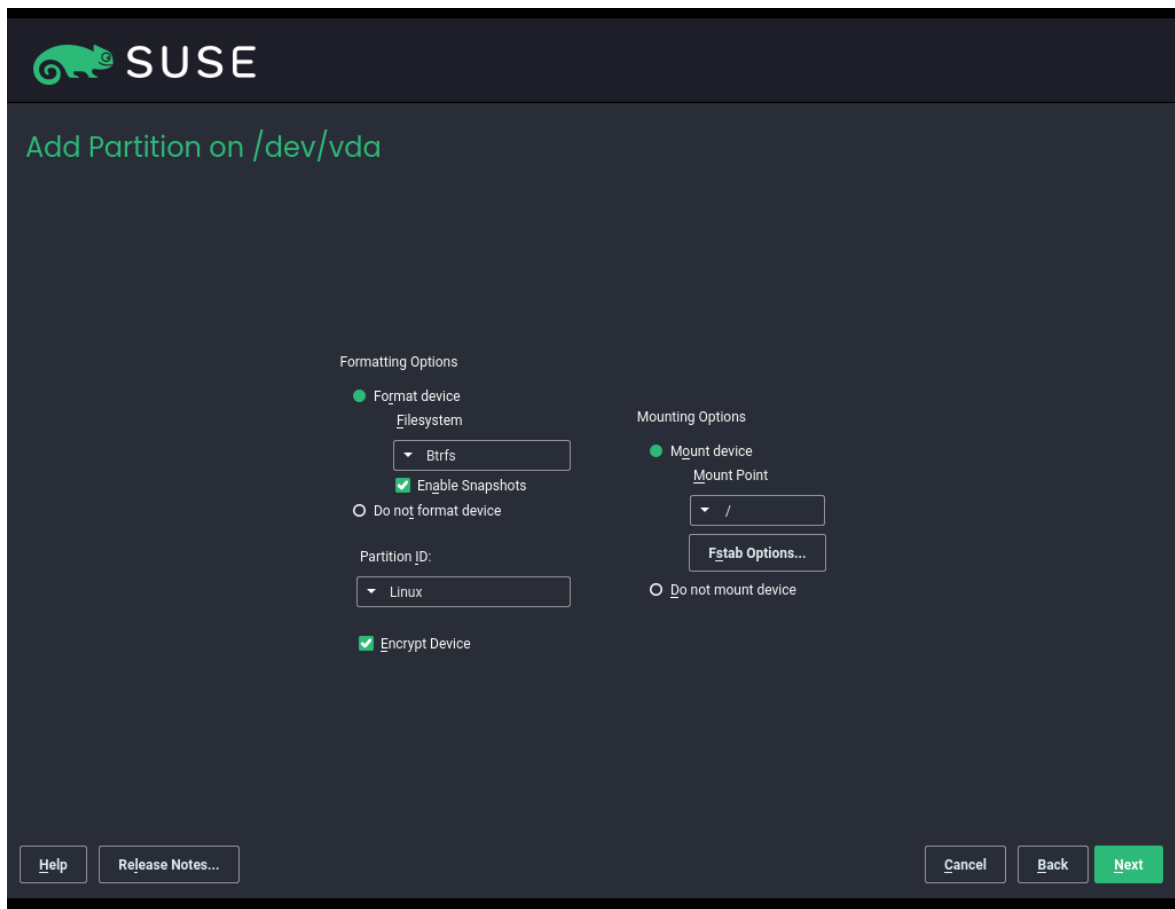 SUSE
Add Partition on /dev/vda
Formatting Options
Format device
Filesystem
Btrfs
Enable Snapshots
Do not format device
Partition ID:
Linux
Encrypt Device
Mounting Options
Mount device
Mount Point
/
Fstab Options...
Do not mount device
Help
Release Notes...
Cancel
Back
Next